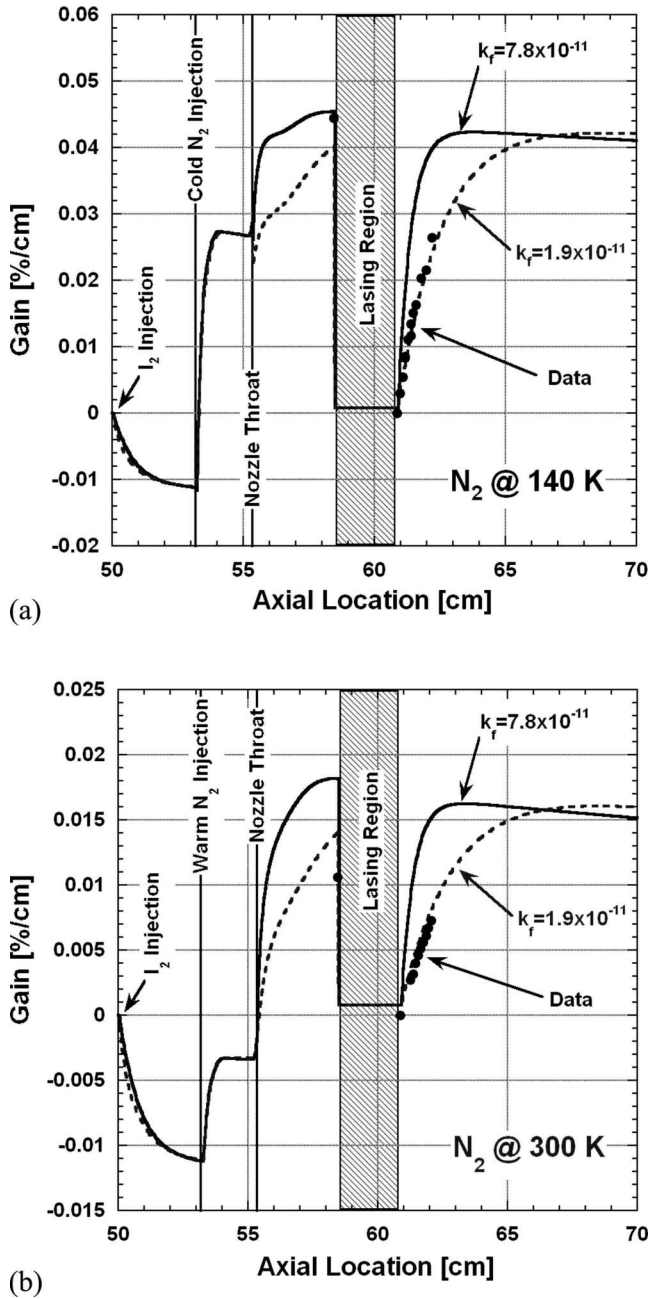 0.06
0.05
0.04
0.03
0.02
0.01
0
-0.01
-0.02
Gain [%/cm]
I₂ Injection
Cold N₂ Injection
Nozzle Throat
Lasing Region
k_f=7.8x10⁻¹¹
k_f=1.9x10⁻¹¹
Data
N₂ @ 140 K
50 55 60 65 70
Axial Location [cm]
(a)
0.025
0.02
0.015
0.01
0.005
0
-0.005
-0.01
-0.015
Gain [%/cm]
I₂ Injection
Warm N₂ Injection
Nozzle Throat
Lasing Region
k_f=7.8x10⁻¹¹
k_f=1.9x10⁻¹¹
Data
N₂ @ 300 K
50 55 60 65 70
Axial Location [cm]
(b)